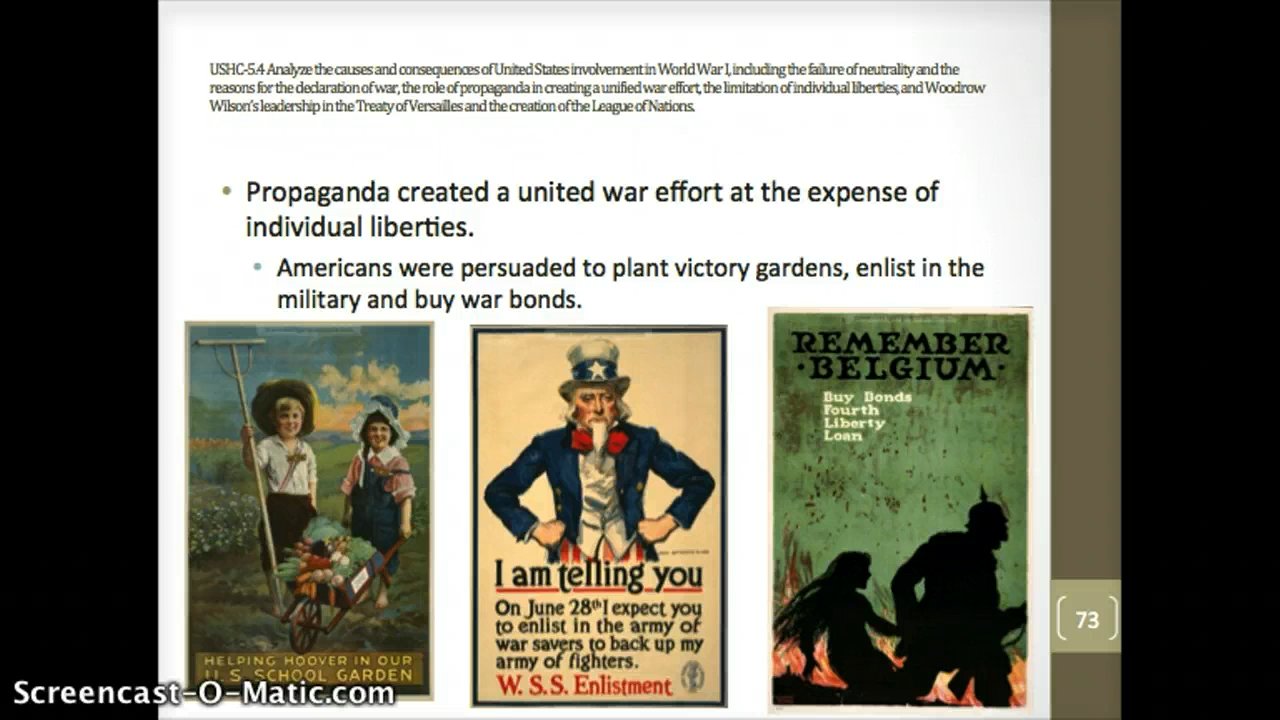 USHC-5.4 Analyze the causes and consequences of United States involvement in World War I, including the failure of neutrality and the
reasons for the declaration of war, the role of propaganda in creating a unified war effort, the limitation of individual liberties, and Woodrow
Wilson's leadership in the Treaty of Versailles and the creation of the League of Nations.
• Propaganda created a united war effort at the expense of
individual liberties.
• Americans were persuaded to plant victory gardens, enlist in the
military and buy war bonds.
HELPING HOOVER IN OUR
U.S. SCHOOL GARDEN
I am telling you
On June 28th I expect you
to enlist in the army of
war savers to back up my
army of fighters.
W. S. S. Enlistment
REMEMBER
·BELGIUM·
Buy Bonds
Fourth
Liberty
Loan
73
Screencast-O-Matic.com